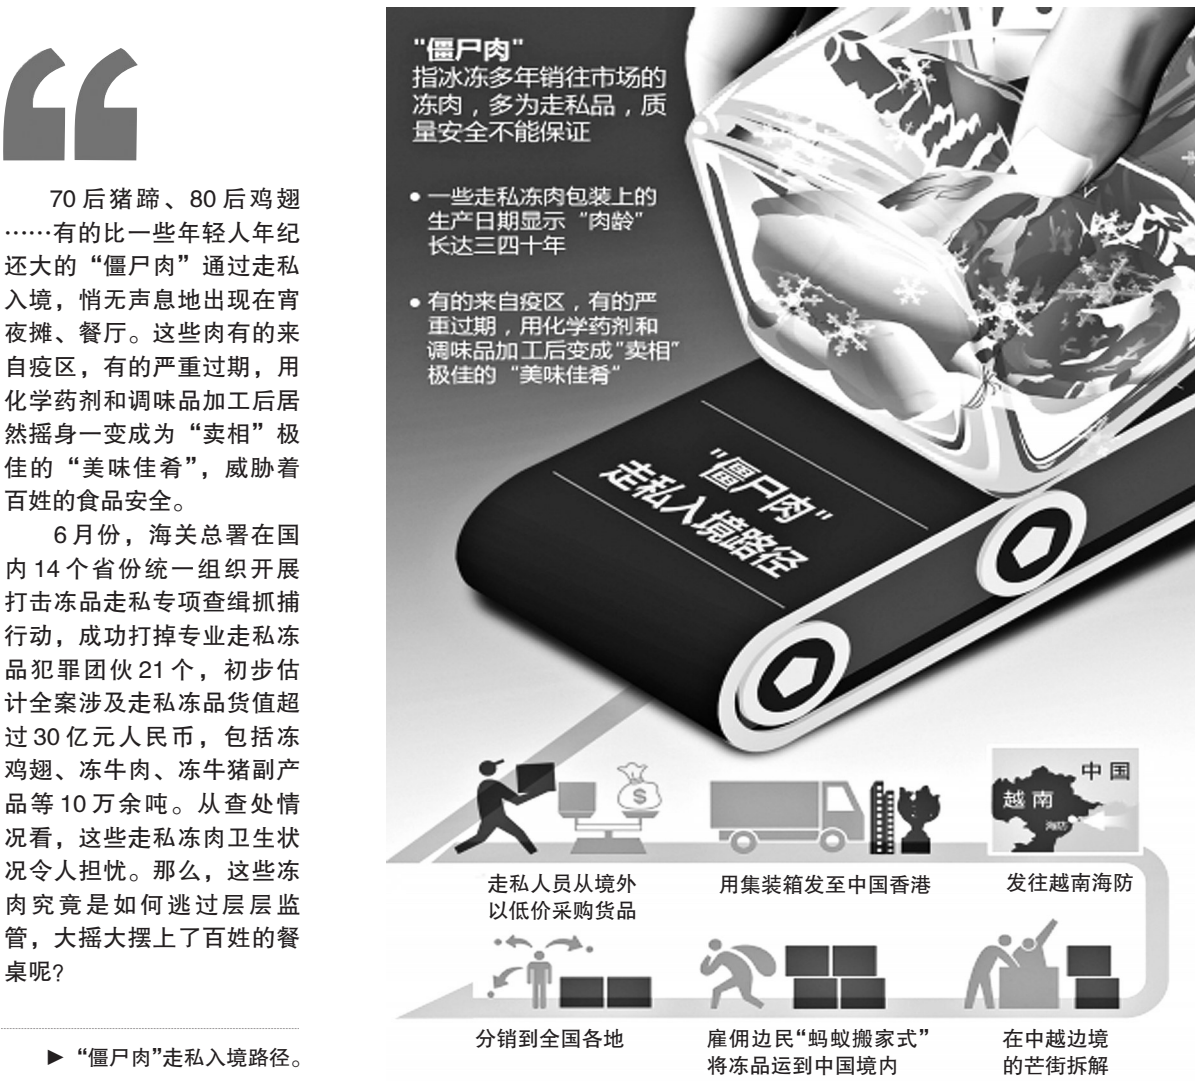 70后猪蹄、80后鸡翅
……有的比一些年轻人年纪
还大的“僵尸肉”通过走私
入境，悄无声息地出现在宵
夜摊、餐厅。这些肉有的来
自疫区，有的严重过期，用
化学药剂和调味品加工后居
然摇身一变成为“卖相”极
佳的“美味佳肴”，威胁着
百姓的食品安全。
6月份，海关总署在国
内14个省份统一组织开展
打击冻品走私专项查缉抓捕
行动，成功打掉专业走私冻
品犯罪团伙21个，初步估
计全案涉及走私冻品货值超
过30亿元人民币，包括冻
鸡翅、冻牛肉、冻牛猪副产
品等10万余吨。从查处情
况看，这些走私冻肉卫生状
况令人担忧。那么，这些冻
肉究竟是如何逃过层层监
管，大摇大摆上了百姓的餐
桌呢？
▶“僵尸肉”走私入境路径。
"僵尸肉"
指冰冻多年销往市场的
冻肉，多为走私品，质
量安全不能保证
●一些走私冻肉包装上的
生产日期显示“肉龄”
长达三四十年
●有的来自疫区，有的严
重过期，用化学药剂和
调味品加工后变成"卖相"
极佳的“美味佳肴”
"僵尸肉"
走私入境路径
$
中国
越南
海防
走私人员从境外
以低价采购货品
用集装箱发至中国香港
发往越南海防
在中越边境
的芒街拆解
雇佣边民“蚂蚁搬家式”
将冻品运到中国境内
分销到全国各地